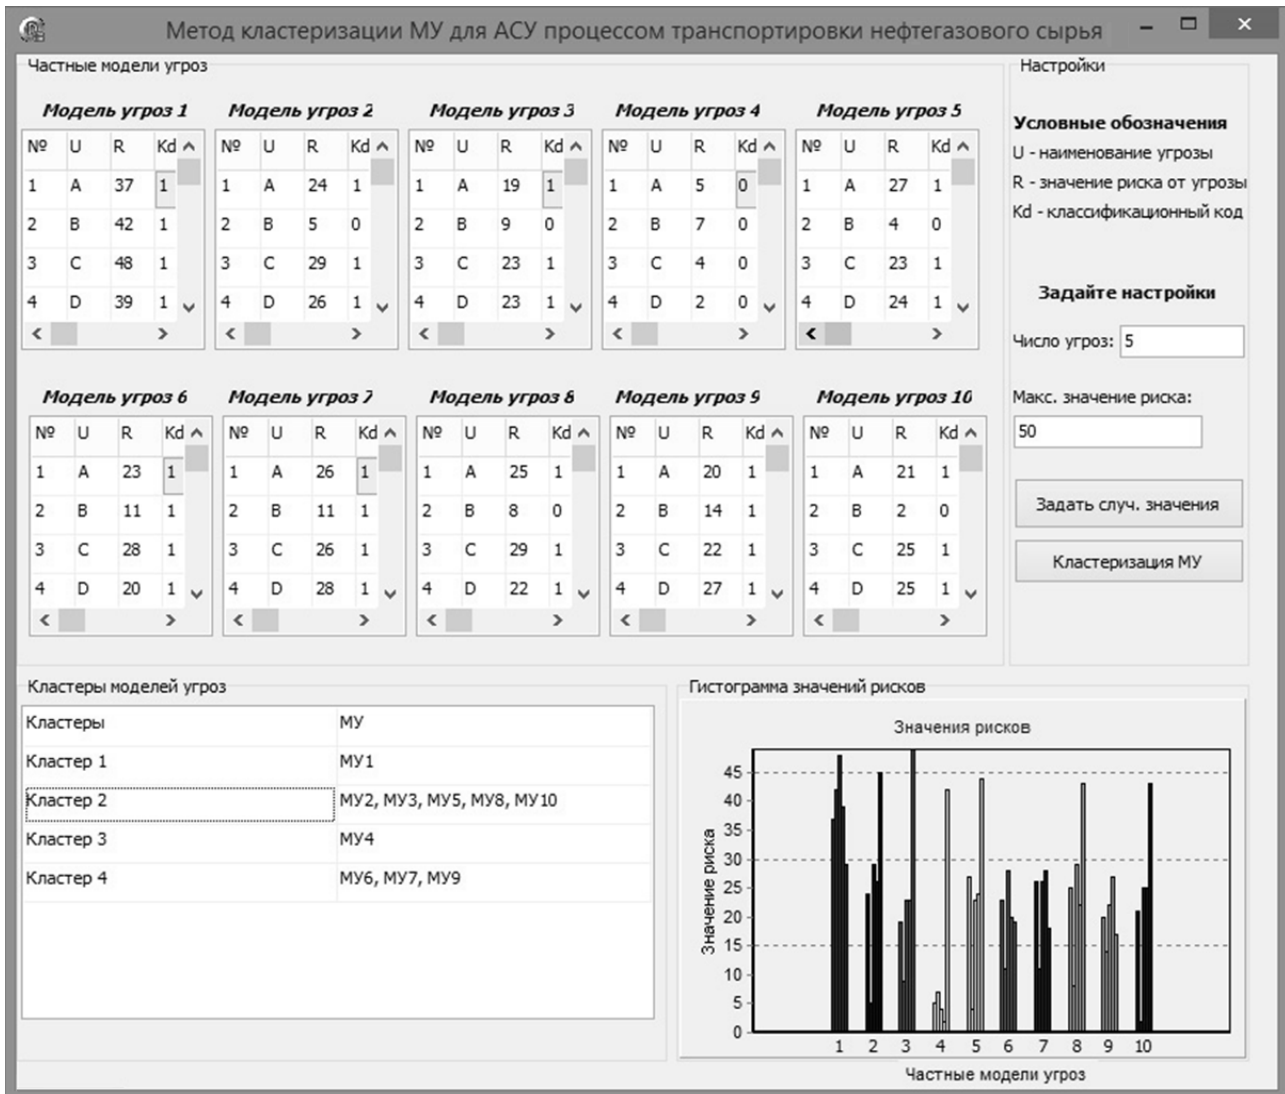 Метод кластеризации МУ для АСУ процессом транспортировки нефтегазового сырья
Частные модели угроз
Модель угроз 1 Модель угроз 2 Модель угроз 3 Модель угроз 4 Модель угроз 5
№ U R Kd № U R Kd № U R Kd № U R Kd № U R Kd
1 A 37 1 1 A 24 1 1 A 19 1 1 A 5 0 1 A 27 1
2 B 42 1 2 B 5 0 2 B 9 0 2 B 7 0 2 B 4 0
3 C 48 1 3 C 29 1 3 C 23 1 3 C 4 0 3 C 23 1
4 D 39 1 4 D 26 1 4 D 23 1 4 D 2 0 4 D 24 1
Модель угроз 6 Модель угроз 7 Модель угроз 8 Модель угроз 9 Модель угроз 10
№ U R Kd № U R Kd № U R Kd № U R Kd № U R Kd
1 A 23 1 1 A 26 1 1 A 25 1 1 A 20 1 1 A 21 1
2 B 11 1 2 B 11 1 2 B 8 0 2 B 14 1 2 B 2 0
3 C 28 1 3 C 26 1 3 C 29 1 3 C 22 1 3 C 25 1
4 D 20 1 4 D 28 1 4 D 22 1 4 D 27 1 4 D 25 1
Настройки
Условные обозначения
U - наименование угрозы
R - значение риска от угрозы
Kd - классификационный код
Задайте настройки
Число угроз: 5
Макс. значение риска:
50
Задать случ. значения
Кластеризация МУ
Кластеры моделей угроз
Кластеры МУ
Кластер 1 МУ1
Кластер 2 МУ2, МУ3, МУ5, МУ8, МУ10
Кластер 3 МУ4
Кластер 4 МУ6, МУ7, МУ9
Гистограмма значений рисков
Значения рисков
Значение риска
45
40
35
30
25
20
15
10
5
0
1 2 3 4 5 6 7 8 9 10
Частные модели угроз